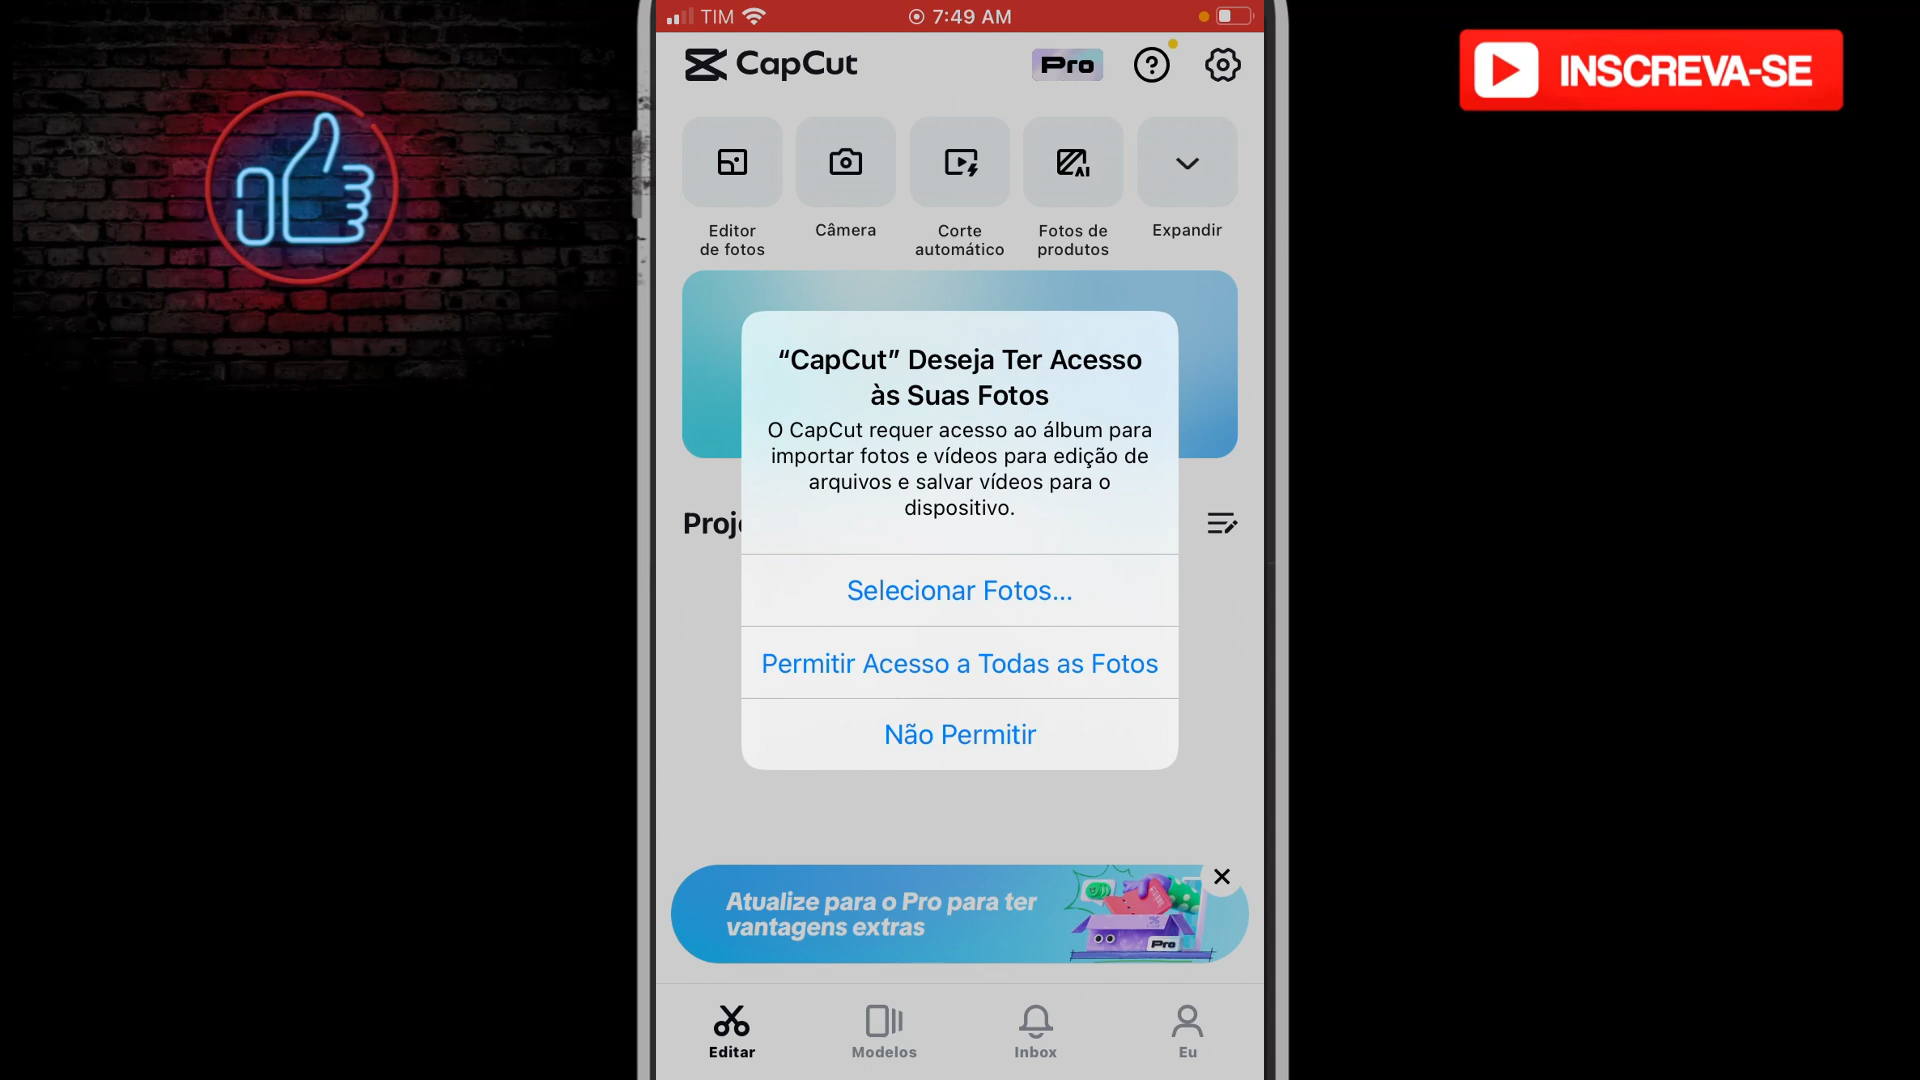 TIM
7:49 AM
CapCut
Pro
INSCREVA-SE
Editor
de fotos
Câmera
Corte
automático
AI
Fotos de
produtos
Expandir
“CapCut” Deseja Ter Acesso
às Suas Fotos
O CapCut requer acesso ao álbum para
importar fotos e vídeos para edição de
arquivos e salvar vídeos para o
dispositivo.
Proj
Selecionar Fotos...
Permitir Acesso a Todas as Fotos
Não Permitir
Atualize para o Pro para ter
vantagens extras
Pro
Editar
Modelos
Inbox
Eu